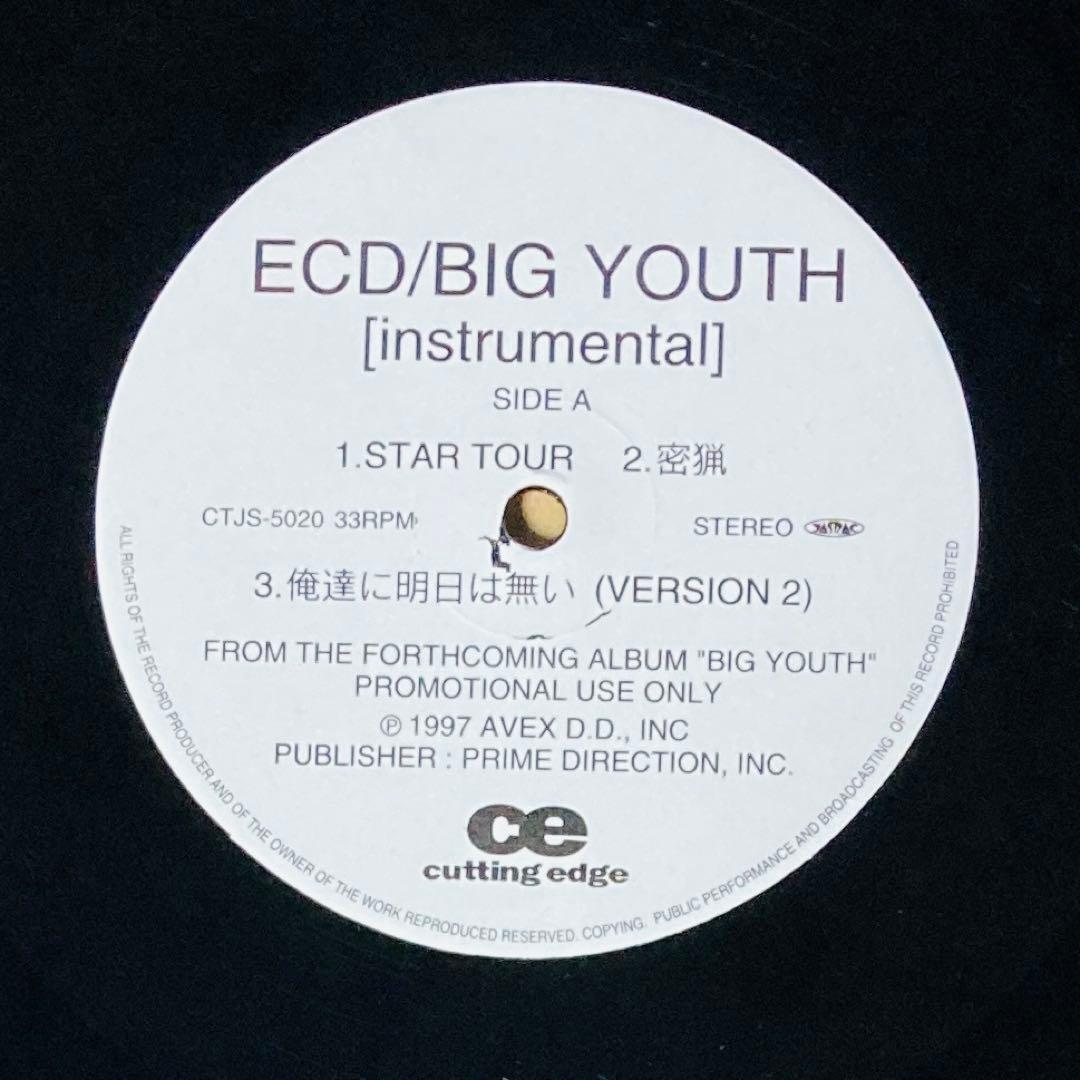 ECD/BIG YOUTH
[instrumental]
SIDE A
1.STAR TOUR 2.密猟
CTJS-5020 33RPM STEREO JASRAC
3.俺達に明日は無い (VERSION 2)
FROM THE FORTHCOMING ALBUM "BIG YOUTH"
PROMOTIONAL USE ONLY
℗ 1997 AVEX D.D., INC
PUBLISHER : PRIME DIRECTION, INC.
ce
cutting edge
ALL RIGHTS OF THE RECORD PRODUCER AND OF THE OWNER OF THE WORK REPRODUCED RESERVED. COPYING. PUBLIC PERFORMANCE AND BROADCASTING OF THIS RECORD PROHIBITED